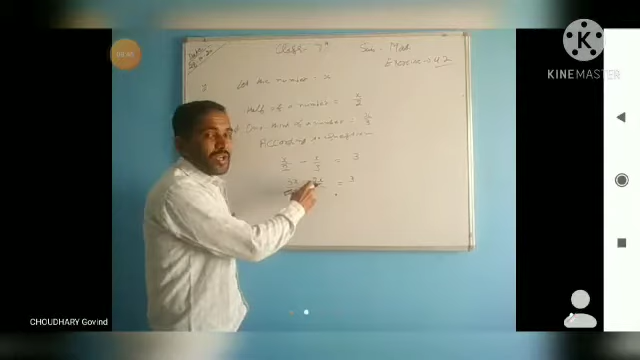 Class - 7th Sub. Math
Exercise - 4.2
Let the number = x
Half of a number = x/2
One third of a number = x/3
According to question
x/2 - x/3 = 3
= 3
KINEMASTER
CHOUDHARY Govind